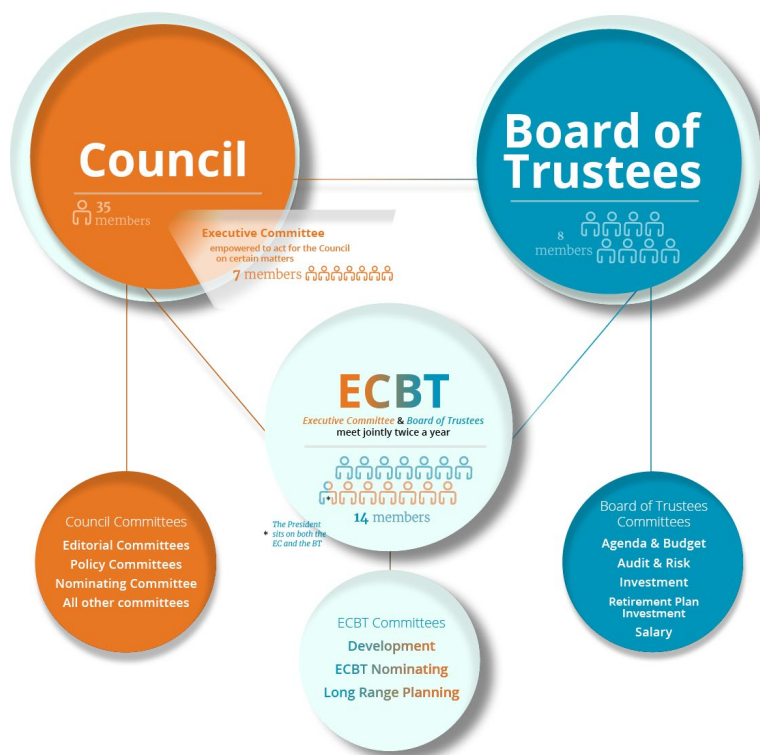 Council
35
members
Executive Committee
empowered to act for the Council
on certain matters
7 members
Board of
Trustees
8
members
ECBT
Executive Committee & Board of Trustees
meet jointly twice a year
*
14 members
* The President
sits on both the
EC and the BT
Council Committees
Editorial Committees
Policy Committees
Nominating Committee
All other committees
ECBT Committees
Development
ECBT Nominating
Long Range Planning
Board of Trustees
Committees
Agenda & Budget
Audit & Risk
Investment
Retirement Plan
Investment
Salary